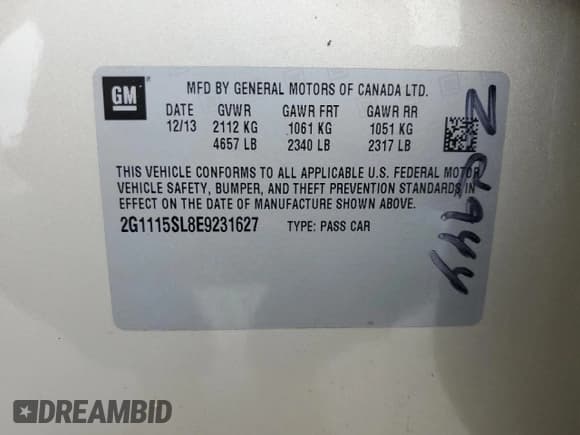 GM
MFD BY GENERAL MOTORS OF CANADA LTD.
DATE GVWR GAWR FRT GAWR RR
12/13 2112 KG 1061 KG 1051 KG
4657 LB 2340 LB 2317 LB
THIS VEHICLE CONFORMS TO ALL APPLICABLE U.S. FEDERAL MOTOR
VEHICLE SAFETY, BUMPER, AND THEFT PREVENTION STANDARDS IN
EFFECT ON THE DATE OF MANUFACTURE SHOWN ABOVE.
2G1115SL8E9231627 TYPE: PASS CAR
DREAMBID